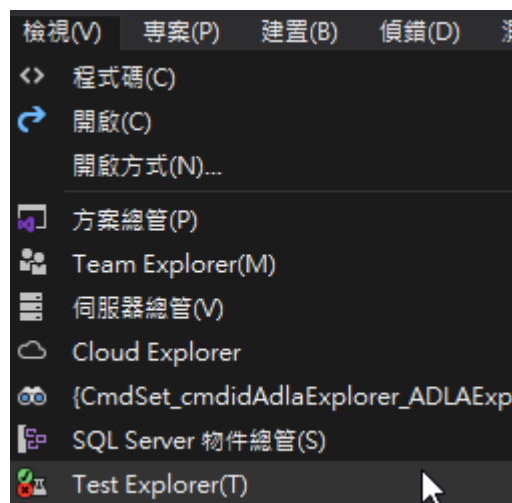 檢視(V) 專案(P) 建置(B) 偵錯(D)
程式碼(C)
開啟(C)
開啟方式(N)...
方案總管(P)
Team Explorer(M)
伺服器總管(V)
Cloud Explorer
{CmdSet_cmdidAdlaExplorer_ADLAExp
SQL Server 物件總管(S)
Test Explorer(T)